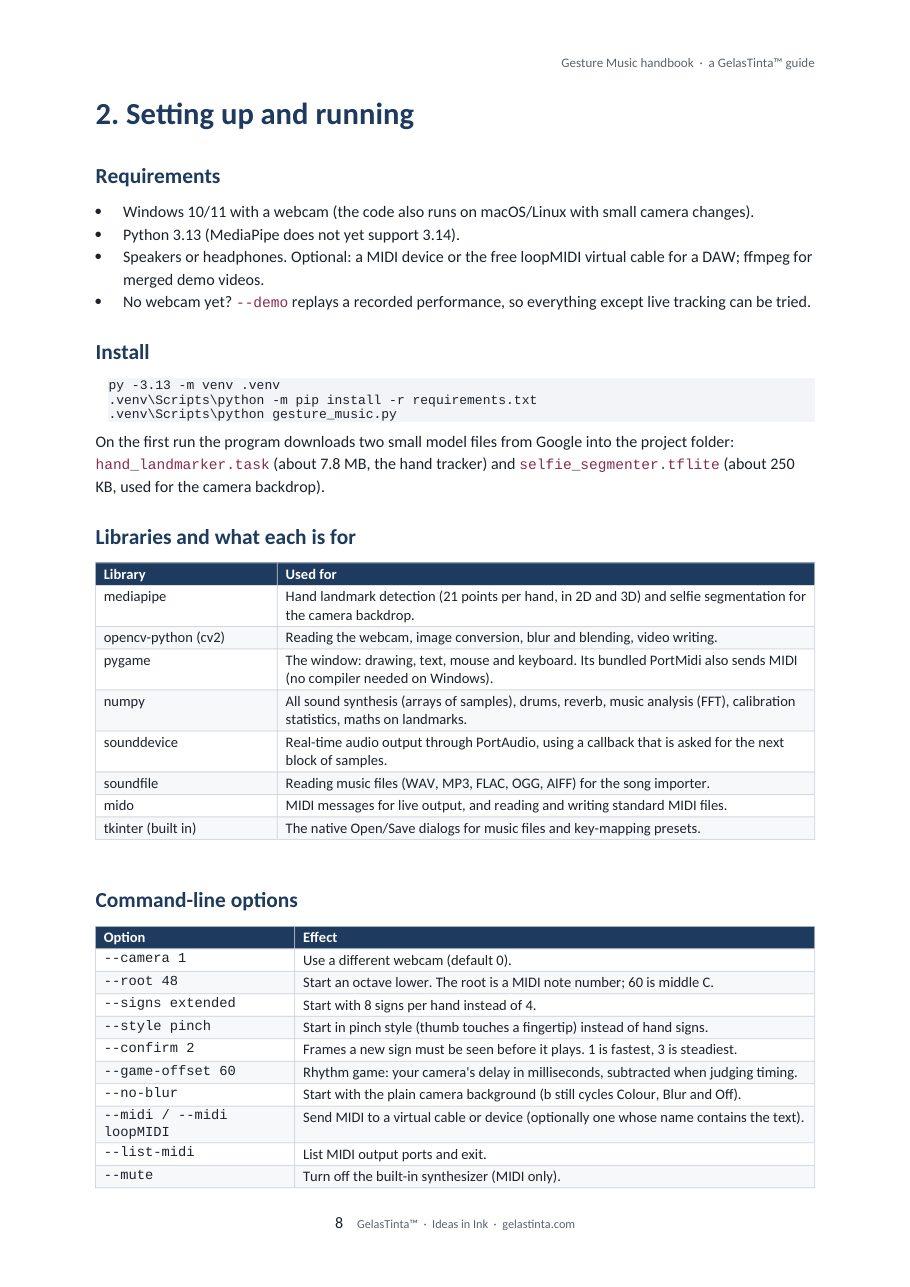 Gesture Music handbook · a GelasTinta™ guide
2. Setting up and running
Requirements
• Windows 10/11 with a webcam (the code also runs on macOS/Linux with small camera changes).
• Python 3.13 (MediaPipe does not yet support 3.14).
• Speakers or headphones. Optional: a MIDI device or the free loopMIDI virtual cable for a DAW; ffmpeg for
merged demo videos.
• No webcam yet? --demo replays a recorded performance, so everything except live tracking can be tried.
Install
py -3.13 -m venv .venv
.venv\Scripts\python -m pip install -r requirements.txt
.venv\Scripts\python gesture_music.py
On the first run the program downloads two small model files from Google into the project folder:
hand_landmarker.task (about 7.8 MB, the hand tracker) and selfie_segmenter.tflite (about 250
KB, used for the camera backdrop).
Libraries and what each is for
Library Used for
mediapipe Hand landmark detection (21 points per hand, in 2D and 3D) and selfie segmentation for
the camera backdrop.
opencv-python (cv2) Reading the webcam, image conversion, blur and blending, video writing.
pygame The window: drawing, text, mouse and keyboard. Its bundled PortMidi also sends MIDI
(no compiler needed on Windows).
numpy All sound synthesis (arrays of samples), drums, reverb, music analysis (FFT), calibration
statistics, maths on landmarks.
sounddevice Real-time audio output through PortAudio, using a callback that is asked for the next
block of samples.
soundfile Reading music files (WAV, MP3, FLAC, OGG, AIFF) for the song importer.
mido MIDI messages for live output, and reading and writing standard MIDI files.
tkinter (built in) The native Open/Save dialogs for music files and key-mapping presets.
Command-line options
Option Effect
--camera 1 Use a different webcam (default 0).
--root 48 Start an octave lower. The root is a MIDI note number; 60 is middle C.
--signs extended Start with 8 signs per hand instead of 4.
--style pinch Start in pinch style (thumb touches a fingertip) instead of hand signs.
--confirm 2 Frames a new sign must be seen before it plays. 1 is fastest, 3 is steadiest.
--game-offset 60 Rhythm game: your camera's delay in milliseconds, subtracted when judging timing.
--no-blur Start with the plain camera background (b still cycles Colour, Blur and Off).
--midi / --midi Send MIDI to a virtual cable or device (optionally one whose name contains the text).
loopMIDI
--list-midi List MIDI output ports and exit.
--mute Turn off the built-in synthesizer (MIDI only).
8 GelasTinta™ · Ideas in Ink · gelastinta.com